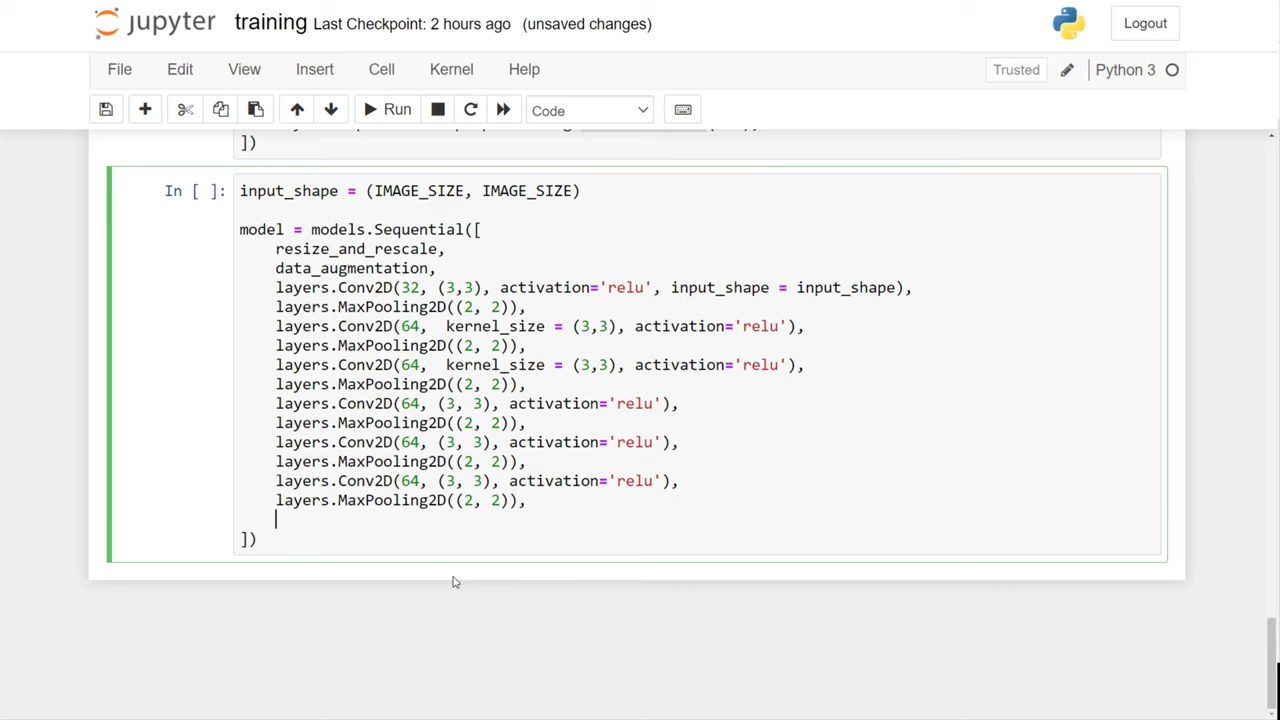 jupyter training Last Checkpoint: 2 hours ago (unsaved changes) Logout
File Edit View Insert Cell Kernel Help Trusted Python 3
Run Code
])
In [ ]: input_shape = (IMAGE_SIZE, IMAGE_SIZE)
model = models.Sequential([
resize_and_rescale,
data_augmentation,
layers.Conv2D(32, (3,3), activation='relu', input_shape = input_shape),
layers.MaxPooling2D((2, 2)),
layers.Conv2D(64,  kernel_size = (3,3), activation='relu'),
layers.MaxPooling2D((2, 2)),
layers.Conv2D(64,  kernel_size = (3,3), activation='relu'),
layers.MaxPooling2D((2, 2)),
layers.Conv2D(64, (3, 3), activation='relu'),
layers.MaxPooling2D((2, 2)),
layers.Conv2D(64, (3, 3), activation='relu'),
layers.MaxPooling2D((2, 2)),
layers.Conv2D(64, (3, 3), activation='relu'),
layers.MaxPooling2D((2, 2)),
])